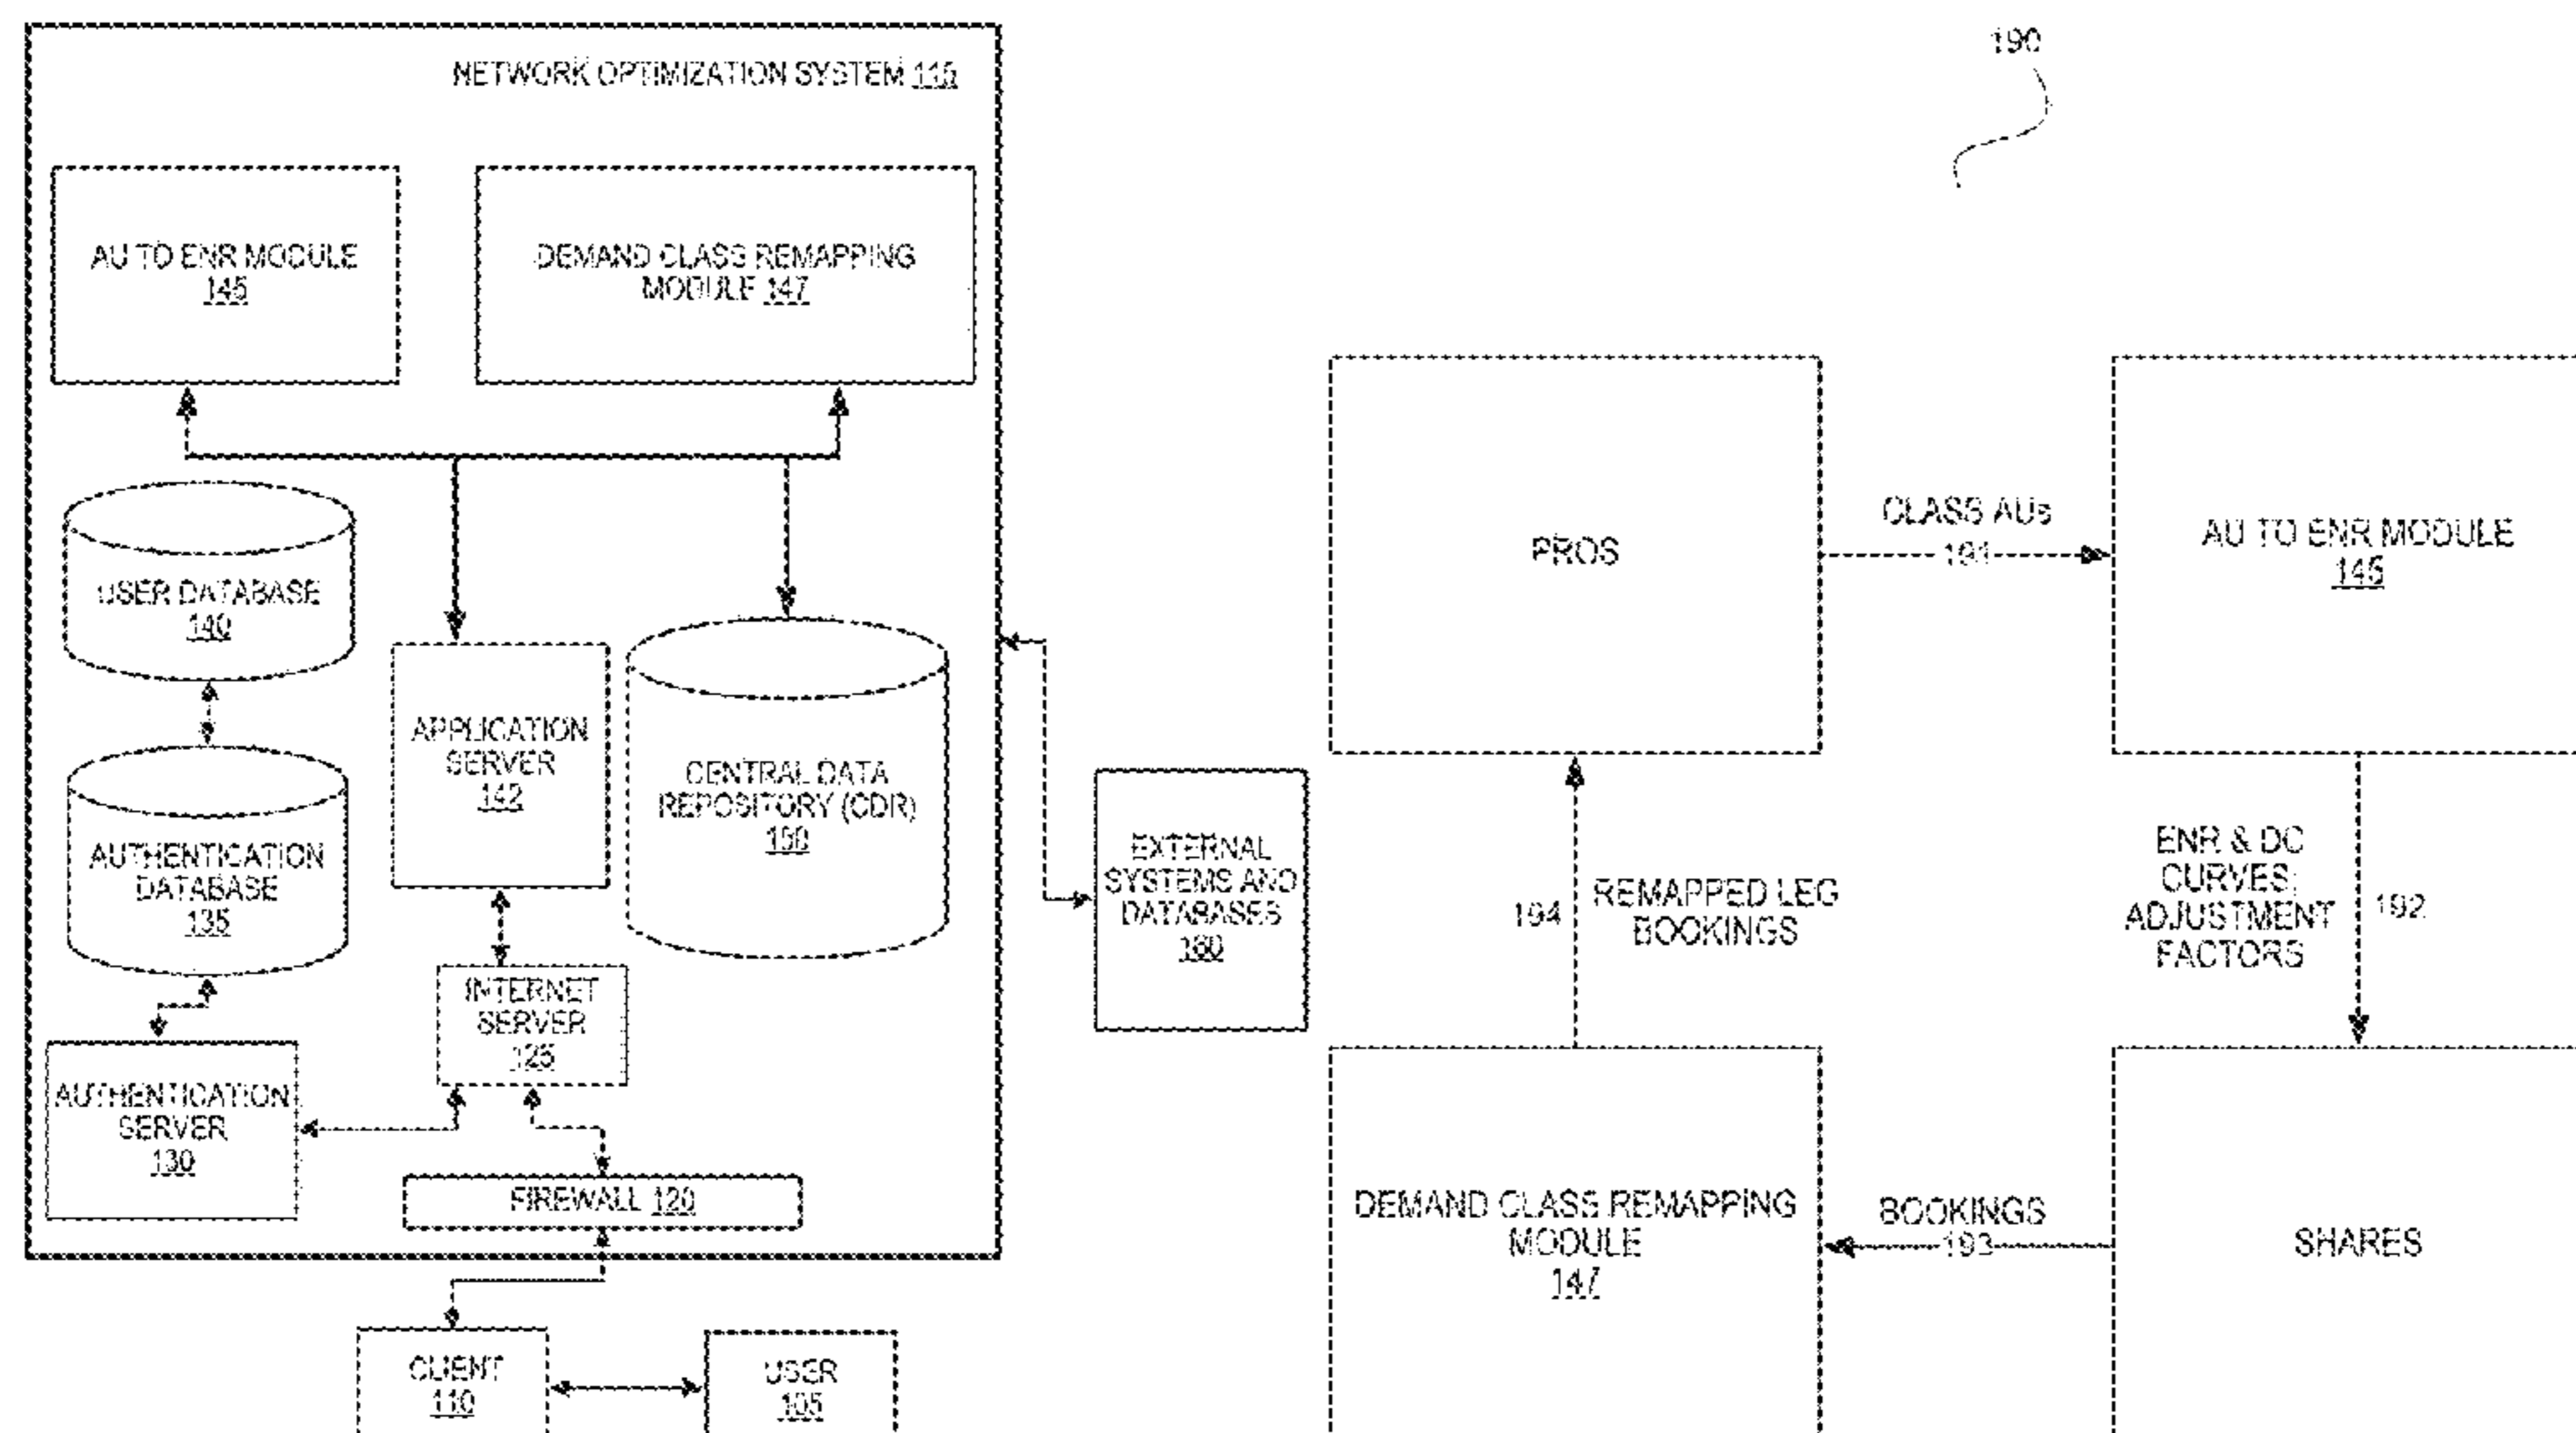 NETWORK OPTIMIZATION SYSTEM 115
AU TO ENR MODULE
145
DEMAND CLASS REMAPPING
MODULE 147
USER DATABASE
140
APPLICATION
SERVER
142
CENTRAL DATA
REPOSITORY (CDR)
150
AUTHENTICATION
DATABASE
135
INTERNET
SERVER
125
AUTHENTICATION
SERVER
130
FIREWALL 120
CLIENT
110
USER
105
EXTERNAL
SYSTEMS AND
DATABASES
160
190
PROS
CLASS AUs
191
AU TO ENR MODULE
145
194
REMAPPED LEG
BOOKINGS
ENR & DC
CURVES;
ADJUSTMENT
FACTORS
192
DEMAND CLASS REMAPPING
MODULE
147
BOOKINGS
193
SHARES